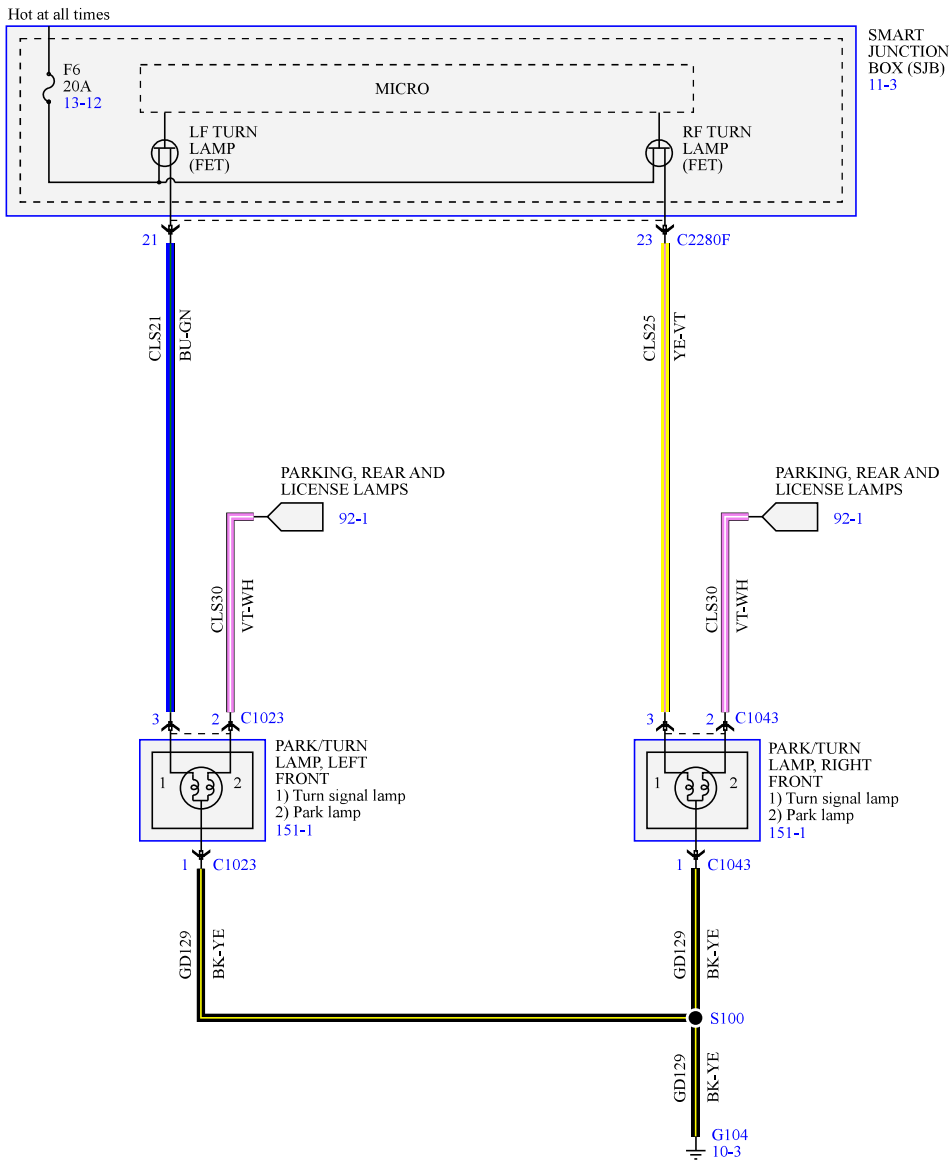 Hot at all times
SMART
JUNCTION
BOX (SJB)
11-3
F6
20A
13-12
MICRO
LF TURN
LAMP
(FET)
RF TURN
LAMP
(FET)
21
23 C2280F
CLS21
BU-GN
CLS25
YE-VT
PARKING, REAR AND
LICENSE LAMPS
92-1
PARKING, REAR AND
LICENSE LAMPS
92-1
CLS30
VT-WH
CLS30
VT-WH
3 2 C1023
3 2 C1043
1 2
PARK/TURN
LAMP, LEFT
FRONT
1) Turn signal lamp
2) Park lamp
151-1
1 2
PARK/TURN
LAMP, RIGHT
FRONT
1) Turn signal lamp
2) Park lamp
151-1
1 C1023
1 C1043
GD129
BK-YE
GD129
BK-YE
S100
GD129
BK-YE
G104
10-3